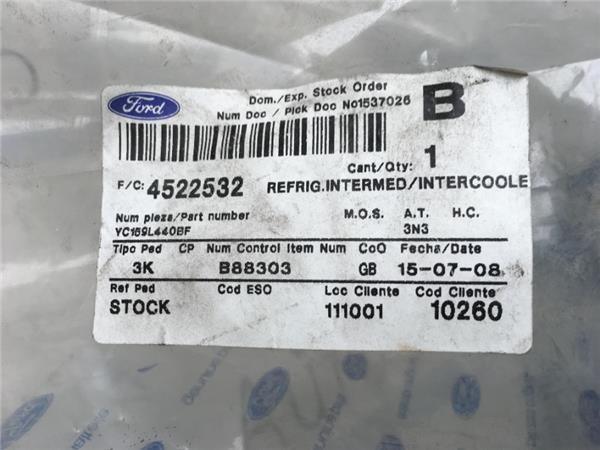 Ford
Dom./Exp. Stock Order
Num Doc / Pick Doc No1537026
B
Cant/Qty: 1
F/C: 4522532
REFRIG.INTERMED/INTERCOOLE
Num pieza/Part number M.O.S. A.T. H.C.
YC159L440BF 3N3
Tipo Ped CP Num Control Item Num CoO Fecha/Date
3K B88303 GB 15-07-08
Ref Ped Cod ESO Loc Cliente Cod Cliente
STOCK 111001 10260